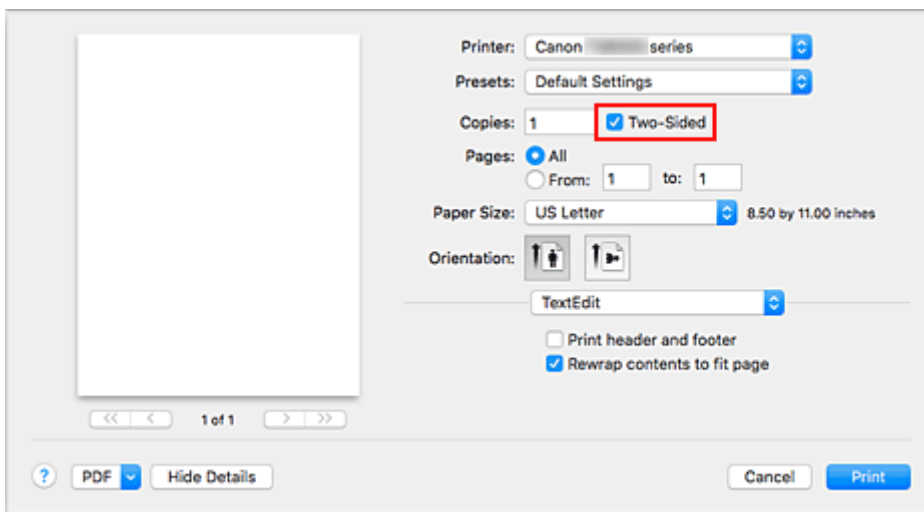 Printer: Canon series
Presets: Default Settings
Copies: 1 Two-Sided
Pages: All
From: 1 to: 1
Paper Size: US Letter 8.50 by 11.00 inches
Orientation:
TextEdit
Print header and footer
Rewrap contents to fit page
<< < 1 of 1 > >>
? PDF Hide Details Cancel Print